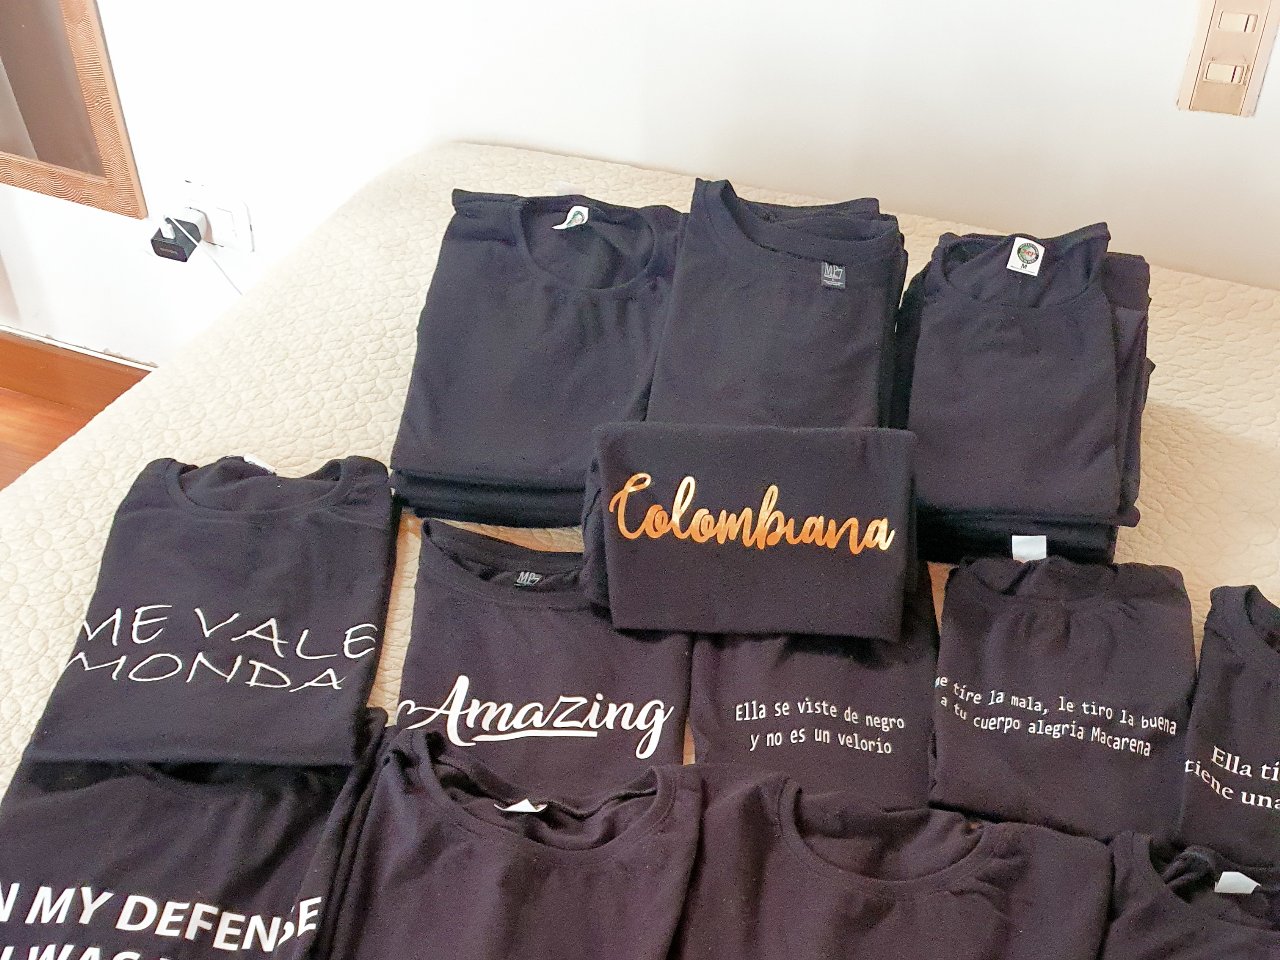 M
Colombiana
ME VALE
MONDA
Amazing
Ella se viste de negro
y no es un velorio
me tire la mala, le tiro la buena
a tu cuerpo alegria Macarena
Ella
tiene una
N MY DEFENSE
I WAS